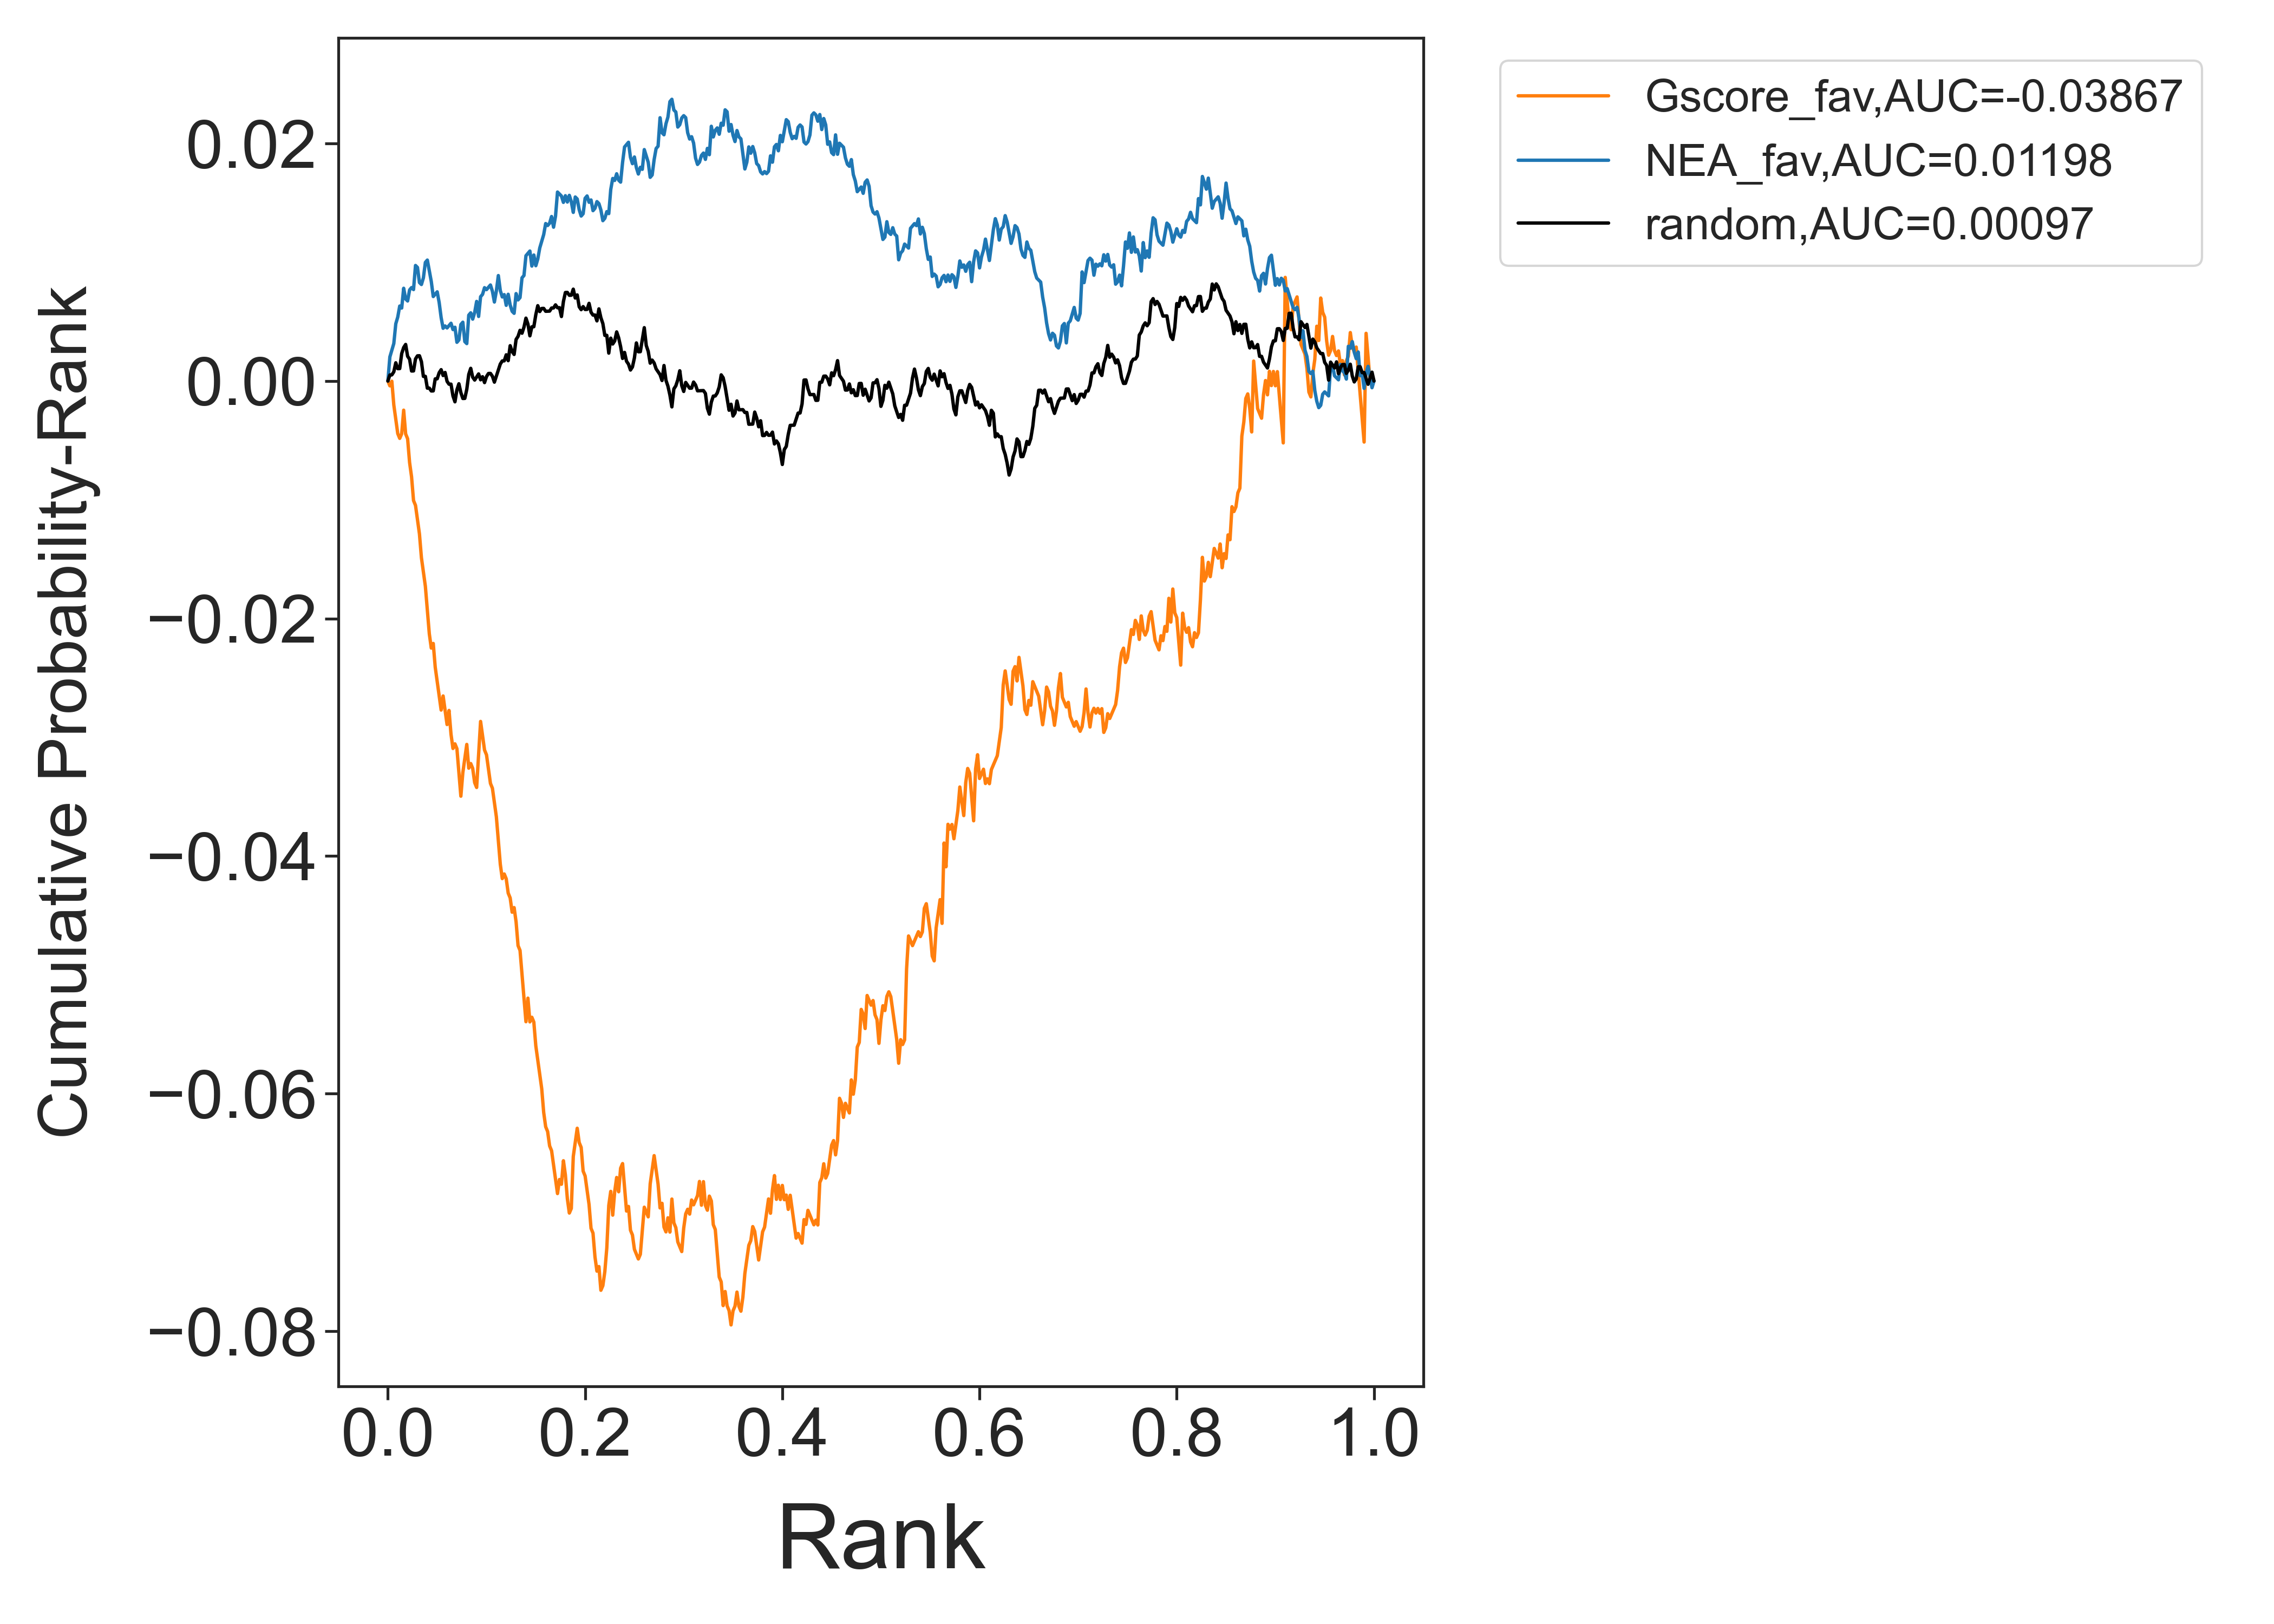 Cumulative Probability-Rank
0.02
0.00
−0.02
−0.04
−0.06
−0.08
0.0 0.2 0.4 0.6 0.8 1.0
Rank
Gscore_fav,AUC=-0.03867
NEA_fav,AUC=0.01198
random,AUC=0.00097